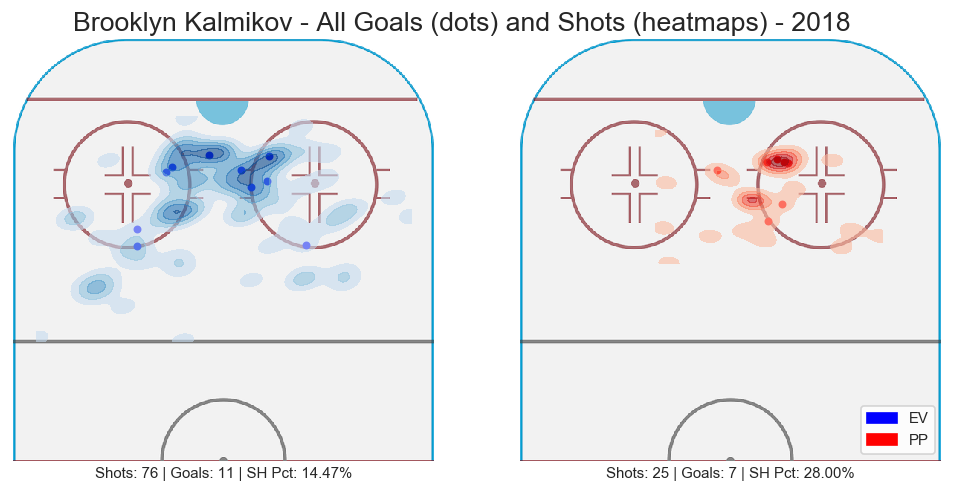 Brooklyn Kalmikov - All Goals (dots) and Shots (heatmaps) - 2018
EV
PP
Shots: 76 | Goals: 11 | SH Pct: 14.47%
Shots: 25 | Goals: 7 | SH Pct: 28.00%